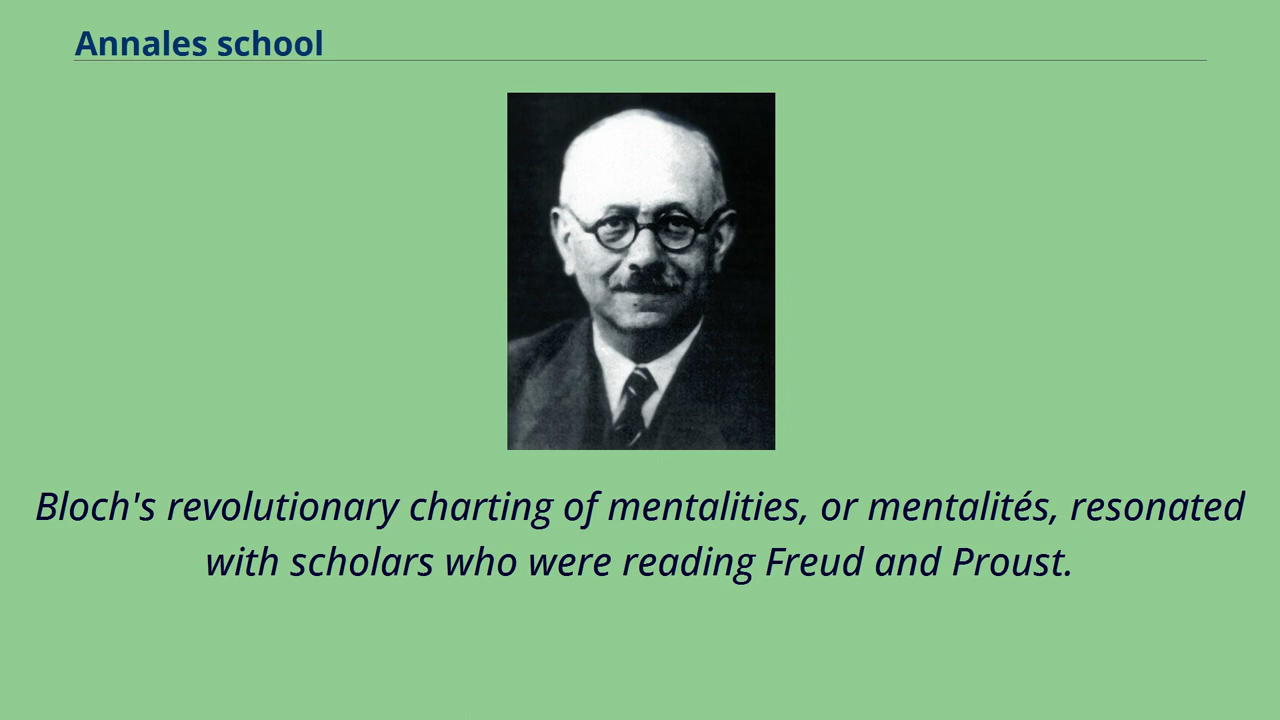 Annales school
Bloch's revolutionary charting of mentalities, or mentalités, resonated
with scholars who were reading Freud and Proust.